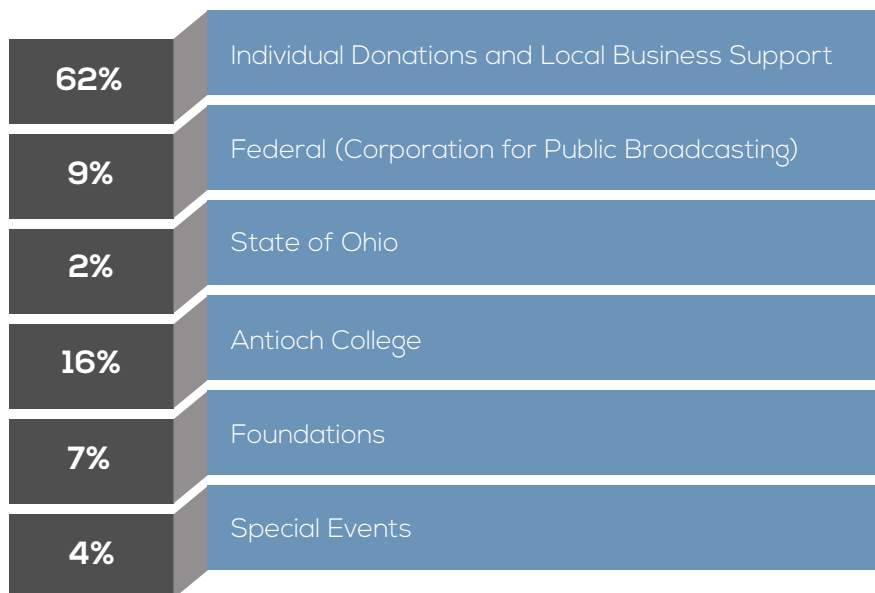 62% Individual Donations and Local Business Support
9% Federal (Corporation for Public Broadcasting)
2% State of Ohio
16% Antioch College
7% Foundations
4% Special Events